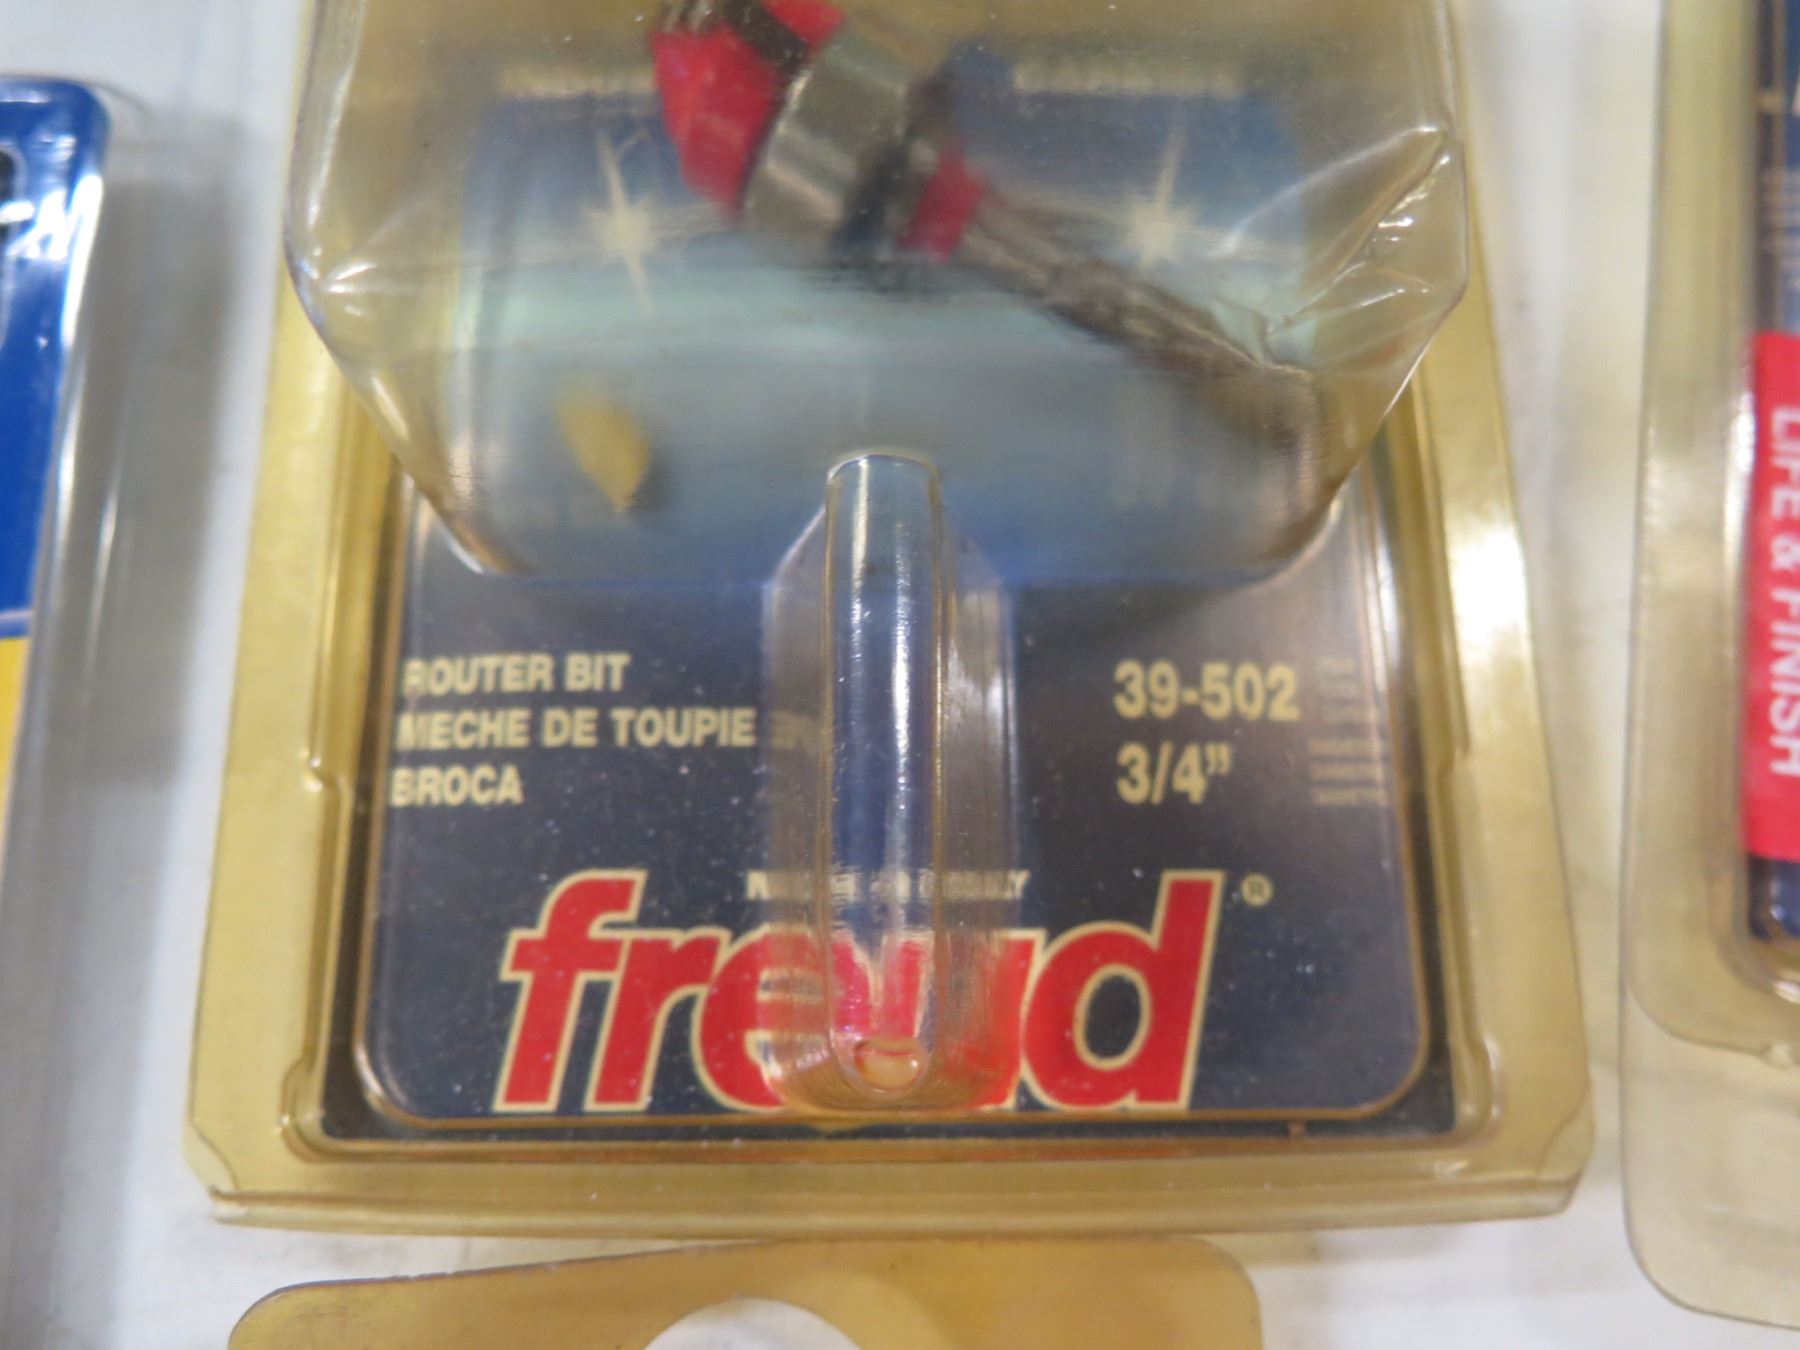 ROUTER BIT
MECHE DE TOUPIE
BROCA
39-502
3/4”
freud®
LIFE & FINISH